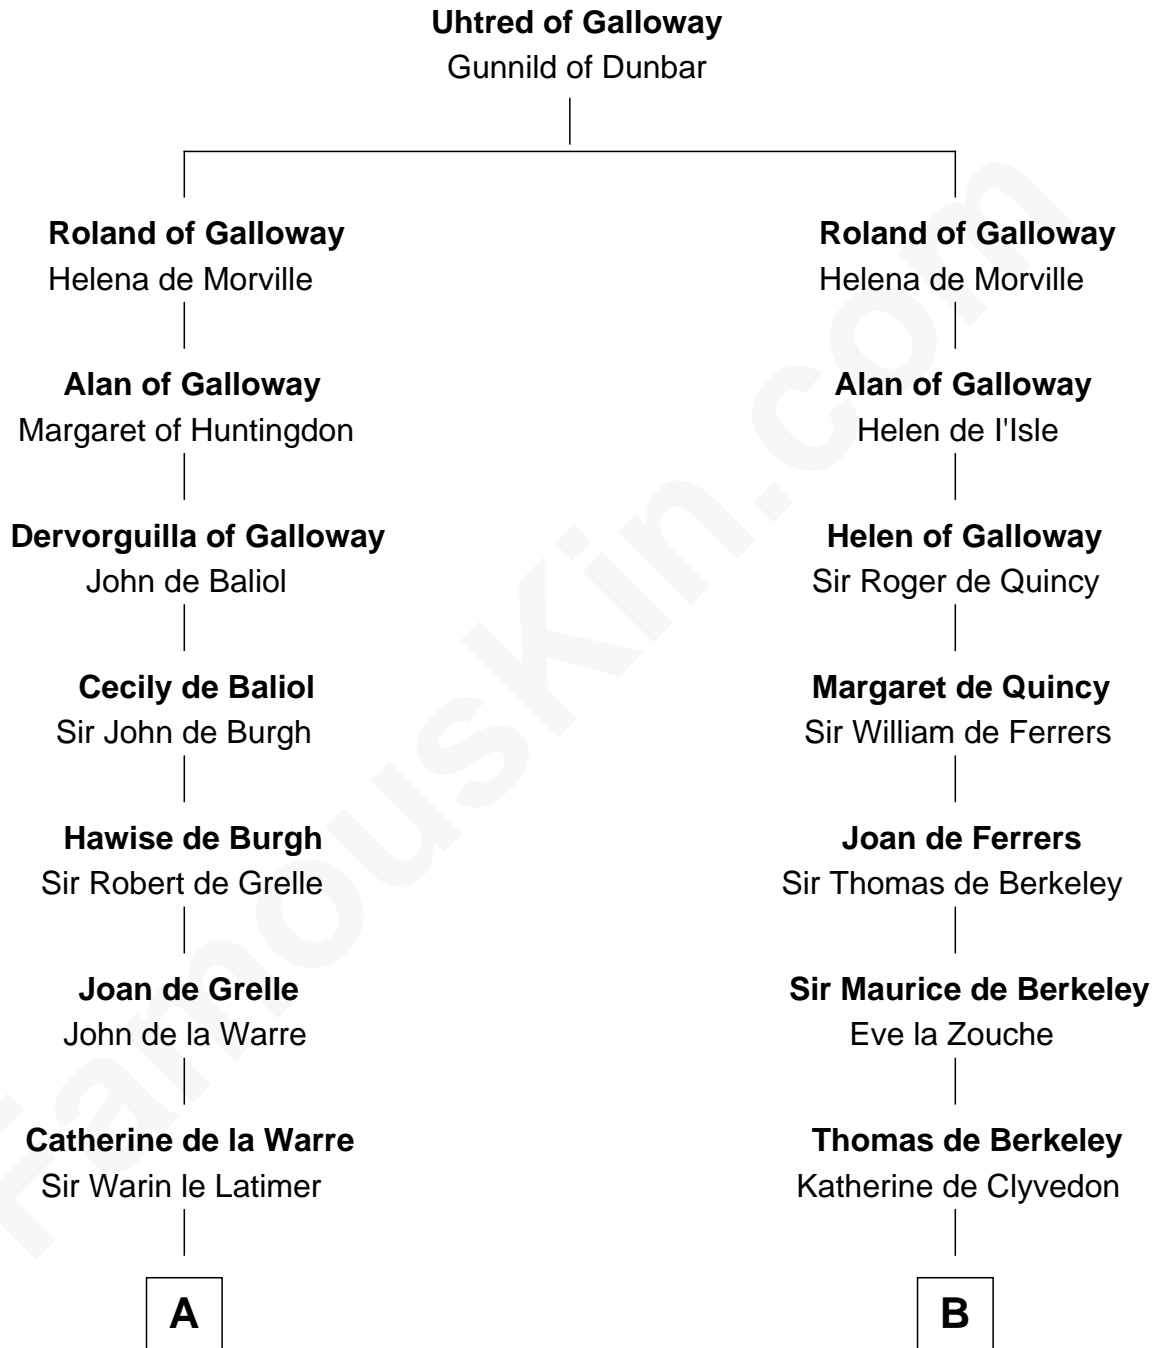 Uhtred of Galloway
Gunnild of Dunbar
Roland of Galloway
Helena de Morville
Roland of Galloway
Helena de Morville
Alan of Galloway
Margaret of Huntingdon
Alan of Galloway
Helen de I'Isle
Dervorguilla of Galloway
John de Baliol
Helen of Galloway
Sir Roger de Quincy
Cecily de Baliol
Sir John de Burgh
Margaret de Quincy
Sir William de Ferrers
Hawise de Burgh
Sir Robert de Grelle
Joan de Ferrers
Sir Thomas de Berkeley
Joan de Grelle
John de la Warre
Sir Maurice de Berkeley
Eve la Zouche
Catherine de la Warre
Sir Warin le Latimer
Thomas de Berkeley
Katherine de Clyvedon
A
B
FamousKin.com